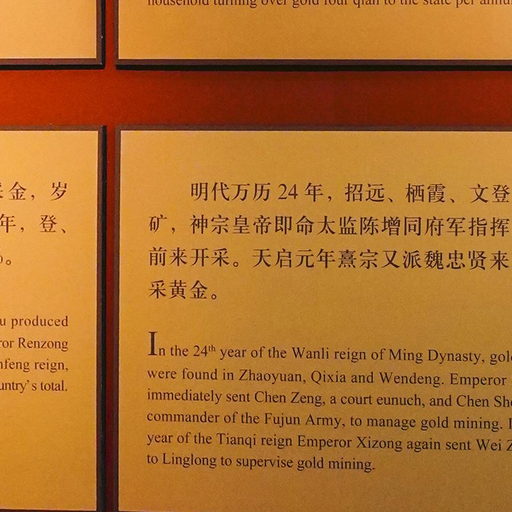 household turning over gold four qian to the state per annum
金，岁
年，登、
。
u produced
ror Renzong
nfeng reign,
untry's total.
明代万历 24 年，招远、栖霞、文登
矿，神宗皇帝即命太监陈增同府军指挥
前来开采。天启元年熹宗又派魏忠贤来
采黄金。
In the 24th year of the Wanli reign of Ming Dynasty, gol
were found in Zhaoyuan, Qixia and Wendeng. Emperor
immediately sent Chen Zeng, a court eunuch, and Chen Sh
commander of the Fujun Army, to manage gold mining. I
year of the Tianqi reign Emperor Xizong again sent Wei Z
to Linglong to supervise gold mining.